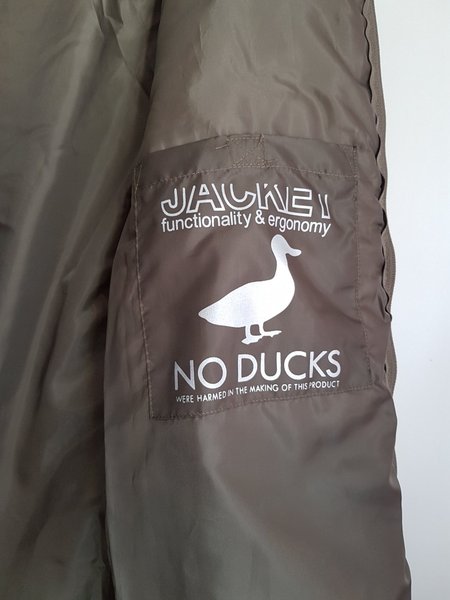 JACKET
functionality & ergonomy
NO DUCKS
WERE HARMED IN THE MAKING OF THIS PRODUCT